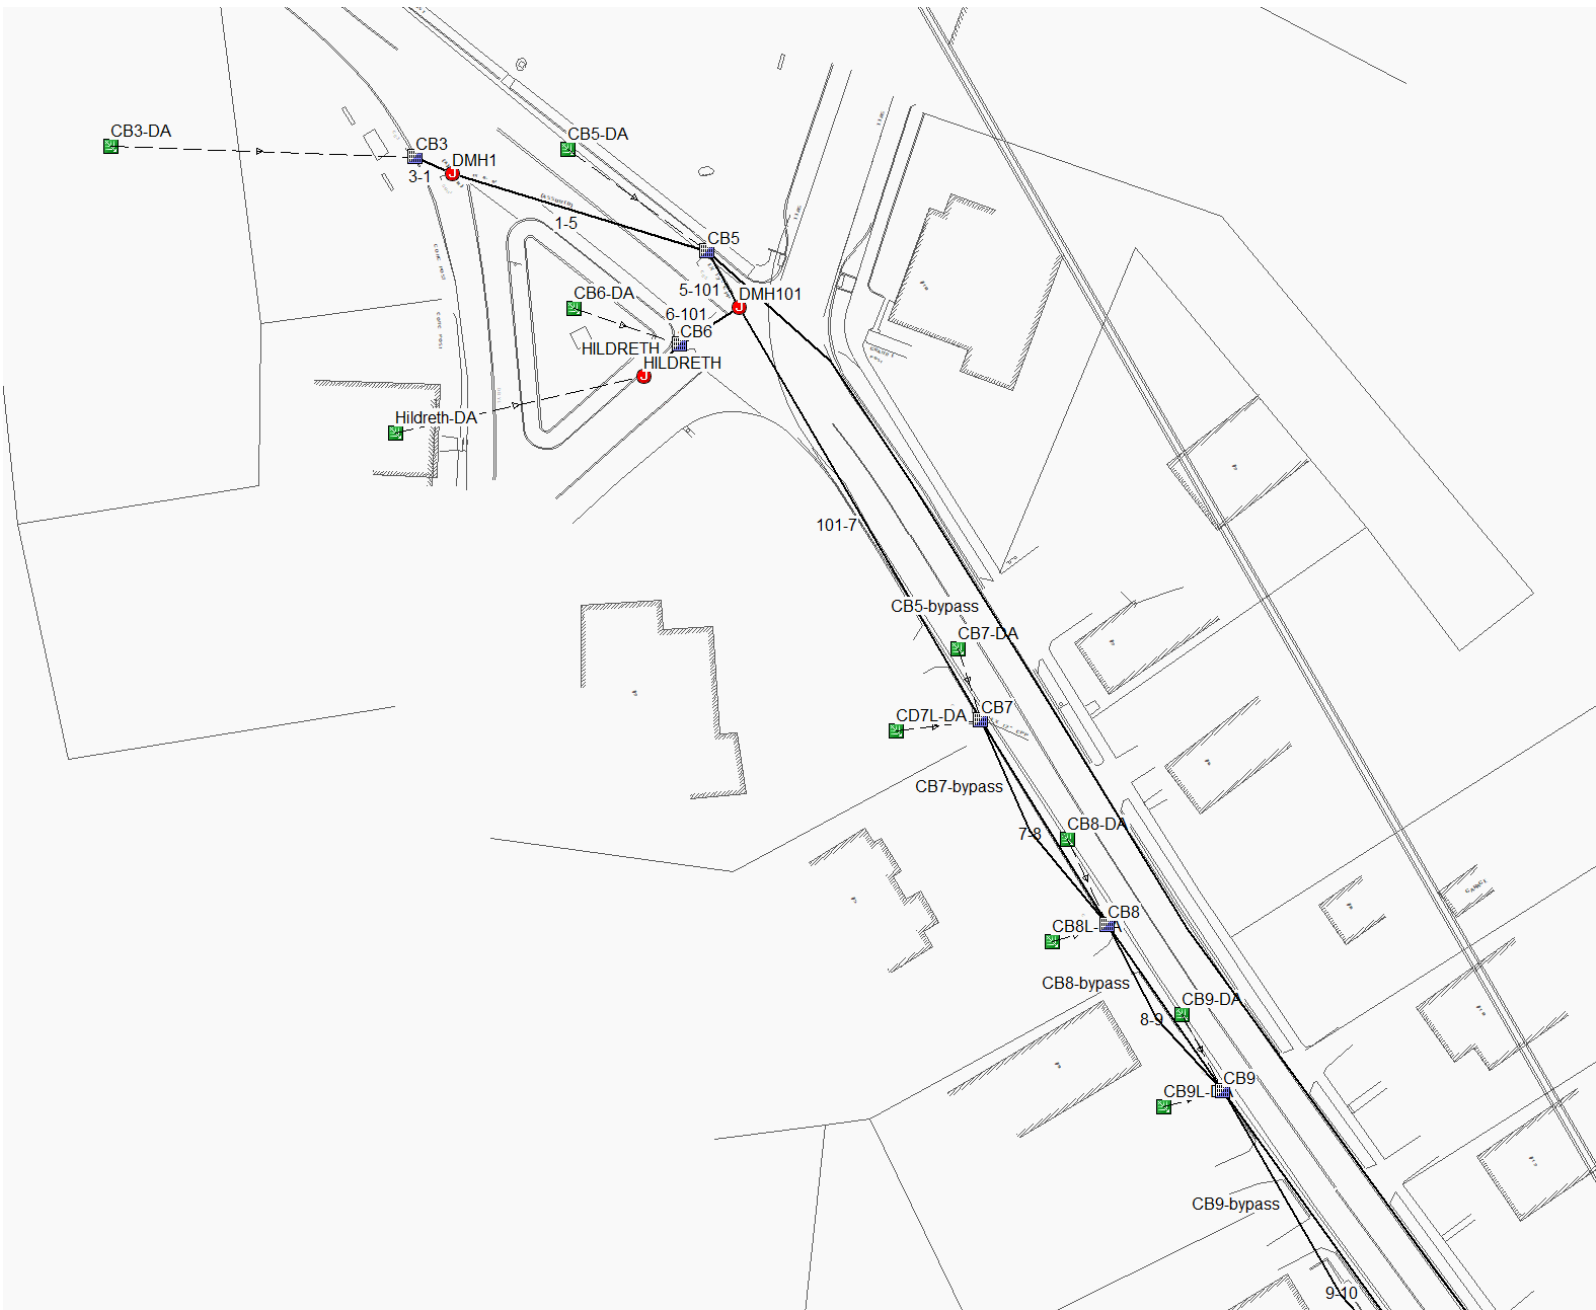 CB3-DA
CB5-DA
CB3
DMH1
3-1
1-5
CB5
5-101
DMH101
CB6-DA
6-101
CB6
HILDRETH
HILDRETH
Hildreth-DA
101-7
CB5-bypass
CB7-DA
CB7
CD7L-DA
CB7-bypass
7-8
CB8-DA
CB8
CB8-bypass
CB9-DA
8-9
CB9
CB9-bypass
9-10